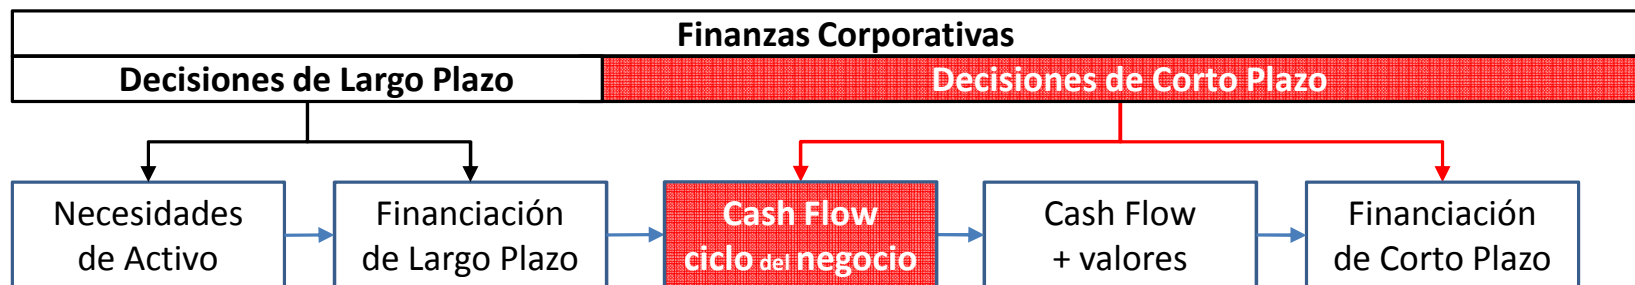 Finanzas Corporativas
Decisiones de Largo Plazo
Decisiones de Corto Plazo
Necesidades
de Activo
Financiación
de Largo Plazo
Cash Flow
ciclo del negocio
Cash Flow
+ valores
Financiación
de Corto Plazo